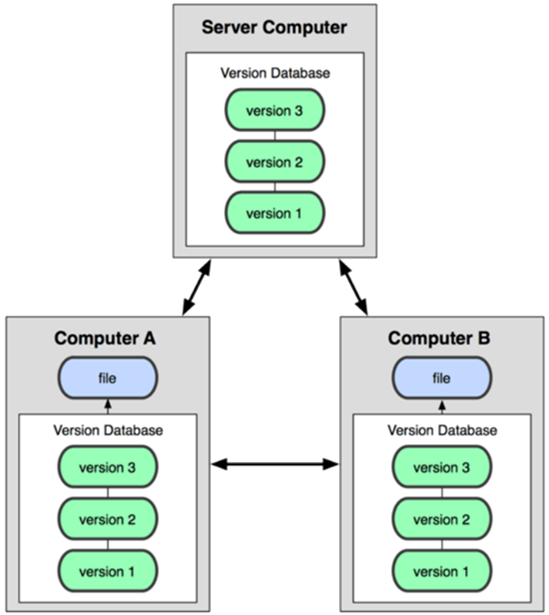 Server Computer
Version Database
version 3
version 2
version 1
Computer A
file
Version Database
version 3
version 2
version 1
Computer B
file
Version Database
version 3
version 2
version 1